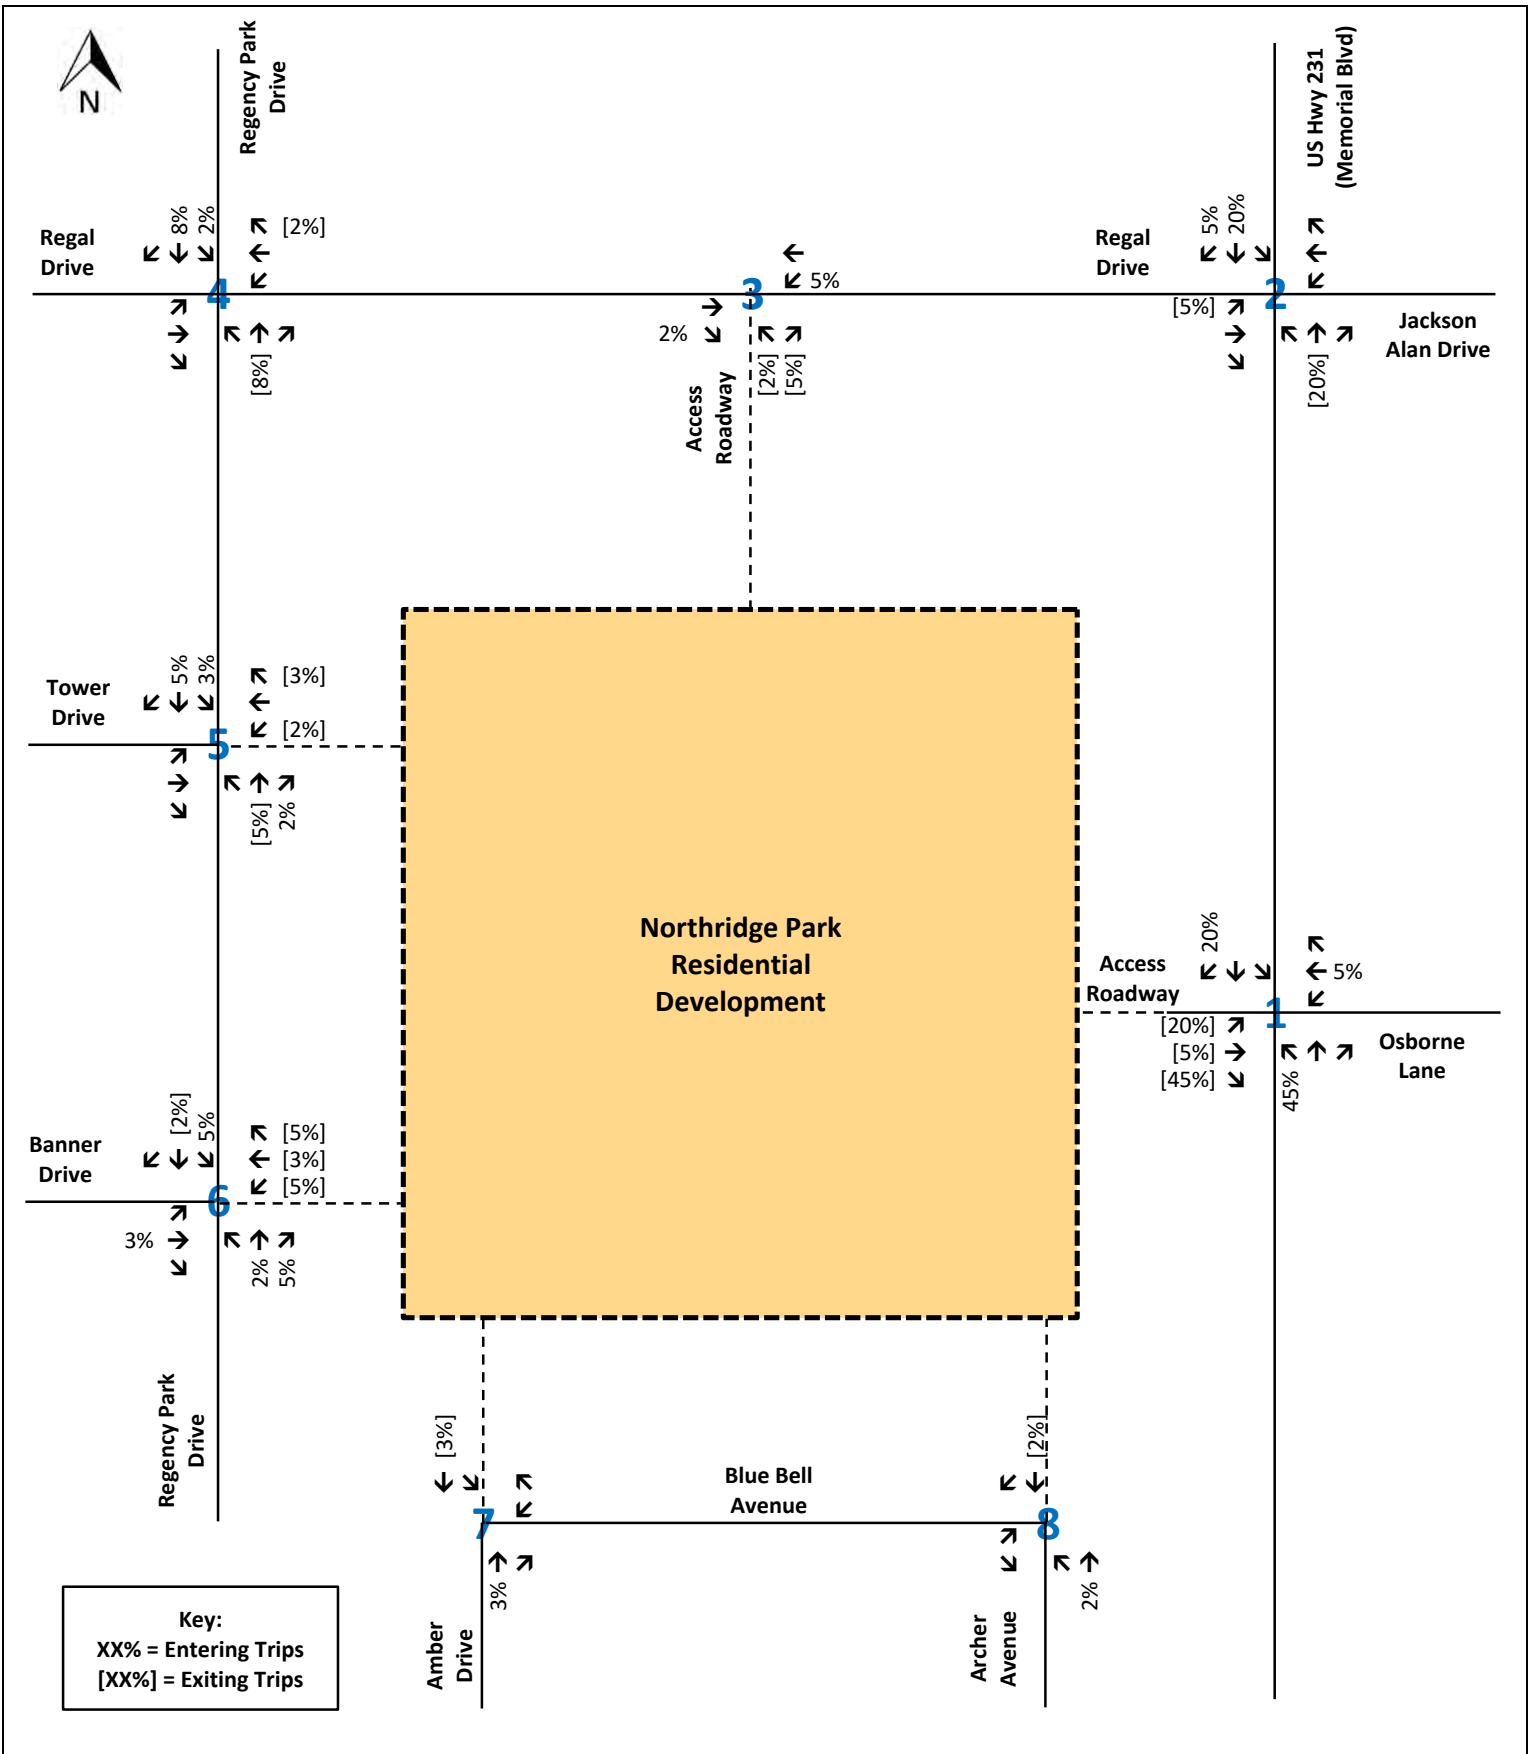 N
Regency Park
Drive
US Hwy 231
(Memorial Blvd)
Regal
Drive
8%
2%
[2%]
4
[8%]
5%
3
2%
[2%]
[5%]
Access
Roadway
Regal
Drive
5%
20%
[5%]
2
[20%]
Jackson
Alan Drive
Tower
Drive
5%
3%
[3%]
[2%]
5
[5%]
2%
Northridge Park
Residential
Development
Access
Roadway
20%
5%
[20%]
[5%]
[45%]
1
45%
Osborne
Lane
Banner
Drive
[2%]
5%
[5%]
[3%]
[5%]
6
3%
2%
5%
Regency Park
Drive
[3%]
7
3%
Amber
Drive
Blue Bell
Avenue
[2%]
8
2%
Archer
Avenue
Key:
XX% = Entering Trips
[XX%] = Exiting Trips